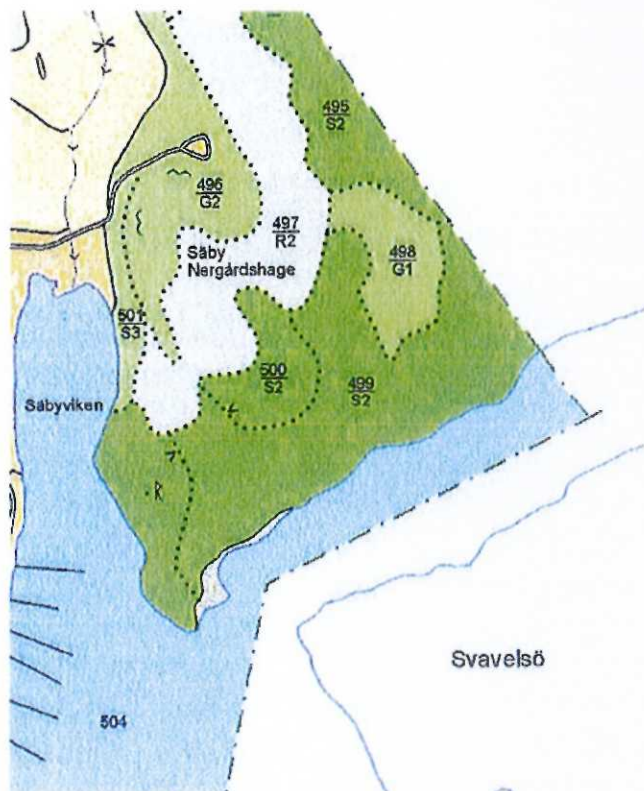 495
S2
496
G2
497
R2
Säby
Nergårdshage
498
G1
501
S3
500
S2
499
S2
Säbyviken
R
Svavelsö
504